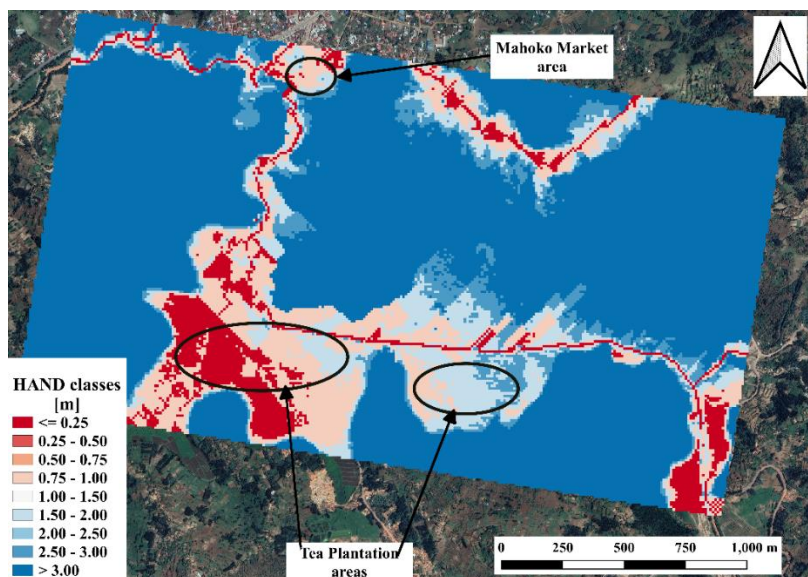 Mahoko Market
area
HAND classes
[m]
<= 0.25
0.25 - 0.50
0.50 - 0.75
0.75 - 1.00
1.00 - 1.50
1.50 - 2.00
2.00 - 2.50
2.50 - 3.00
> 3.00
Tea Plantation
areas
0 250 500 750 1,000 m